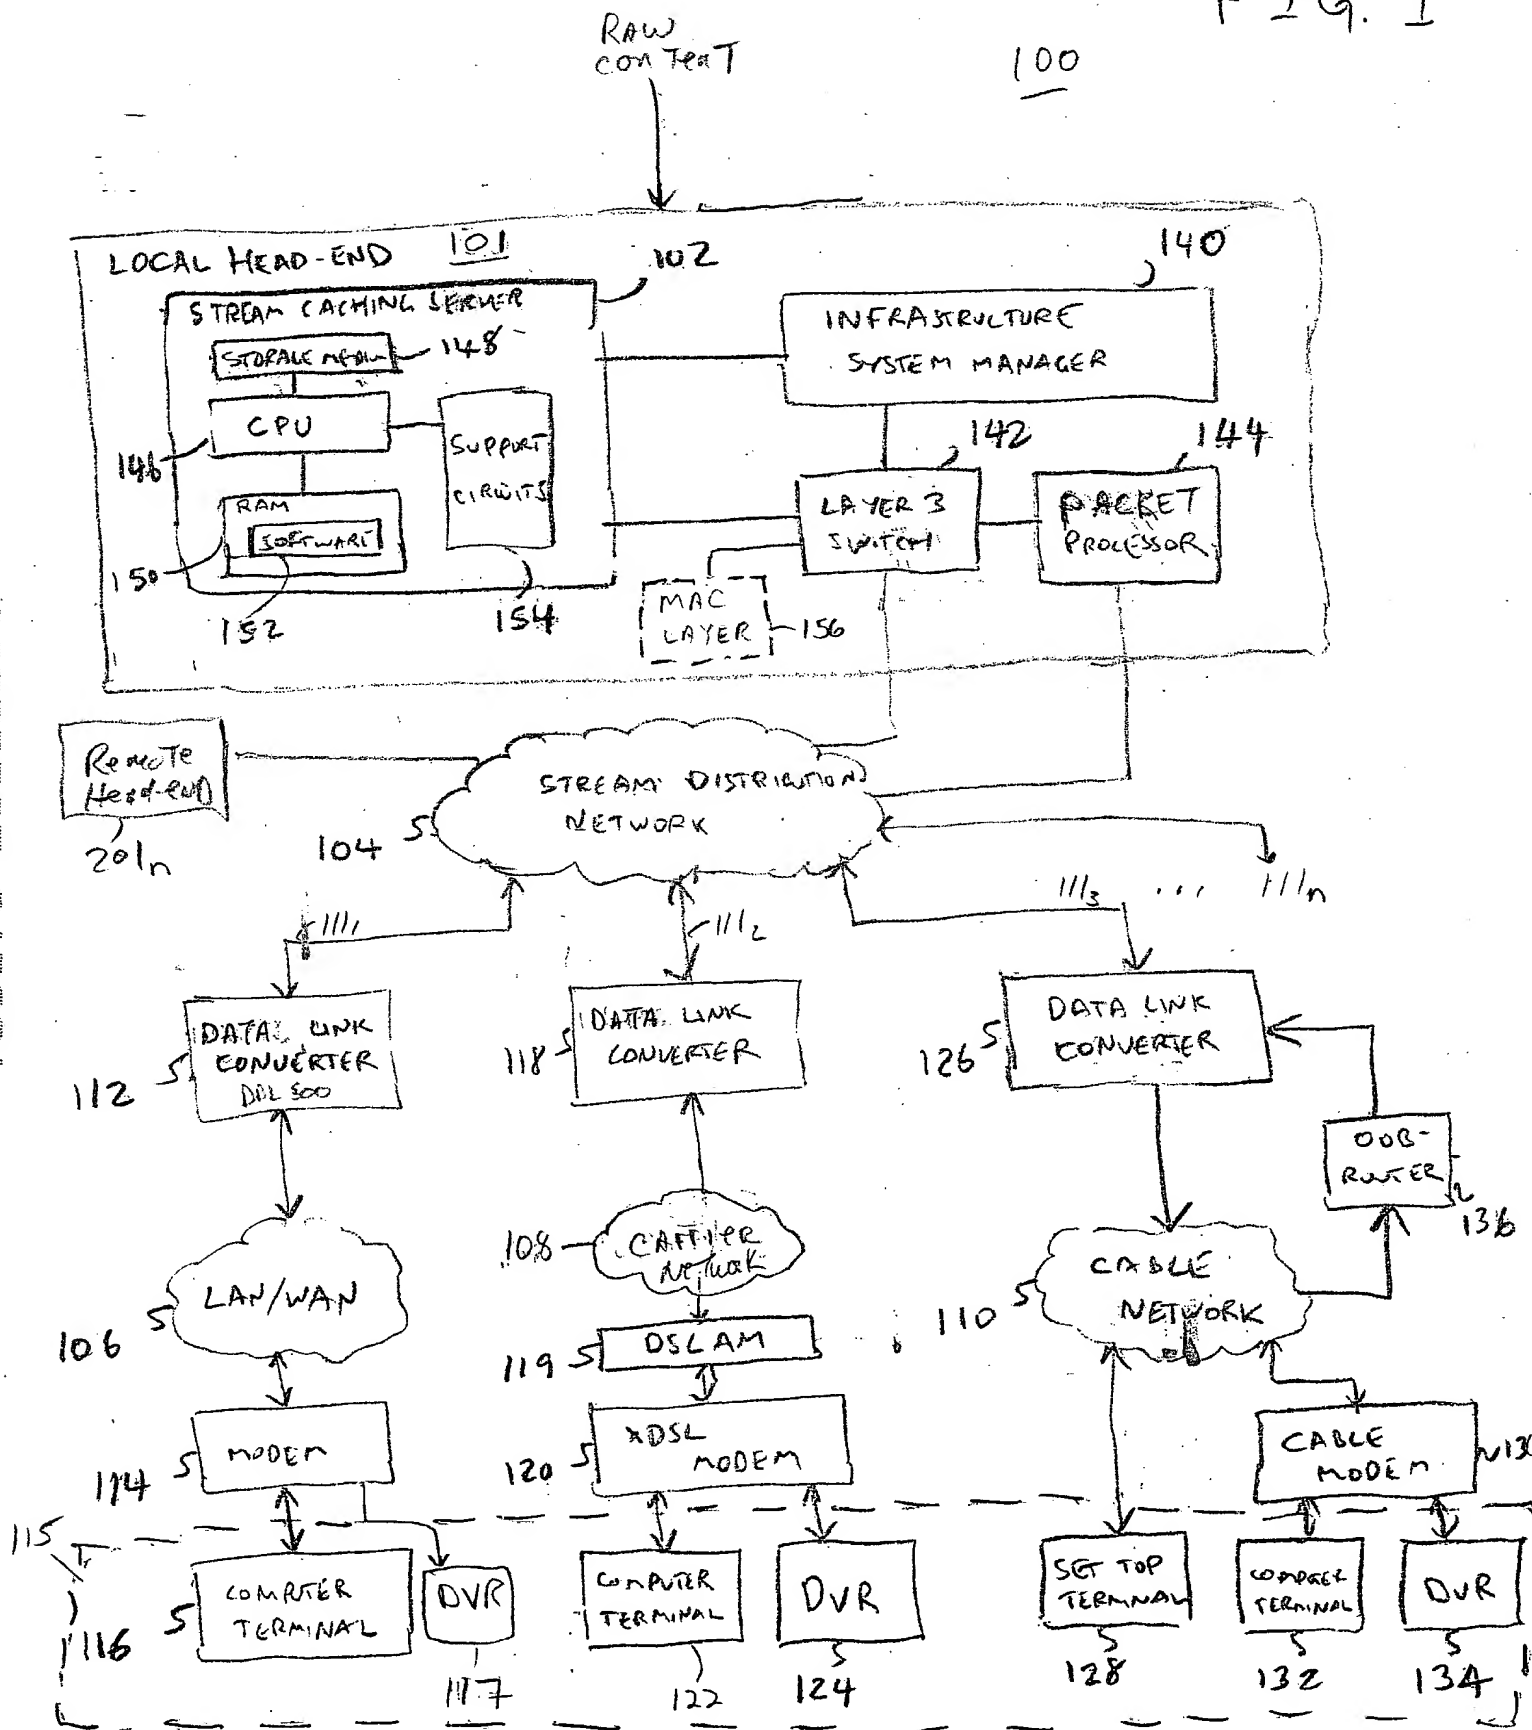 FIG. 1
RAW
conTenT
100
LOCAL HEAD-END 101
102
140
STREAM CACHING SERVER
INFRASTRUCTURE
SYSTEM MANAGER
148
CPU
146
SUPPORT
CIRCUITS
142
144
RAM
SOFTWARE
LAYER 3
SWITCH
PACKET
PROCESSOR
150
152
154
MAC
LAYER
156
Remote
Head-end
201n
STREAM DISTRIBUTION
NETWORK
104
111₁
111₂
111₃
...
111n
DATA LINK
CONVERTER
112
DATA LINK
CONVERTER
118
DATA LINK
CONVERTER
126
OOB-
ROUTER
136
LAN/WAN
106
CARRIER
Network
108
CABLE
NETWORK
110
DSLAM
119
MODEM
114
XDSL
MODEM
120
CABLE
MODEM
115
COMPUTER
TERMINAL
116
DVR
117
COMPUTER
TERMINAL
122
DVR
124
SET TOP
TERMINAL
128
COMPUTER
TERMINAL
132
DVR
134